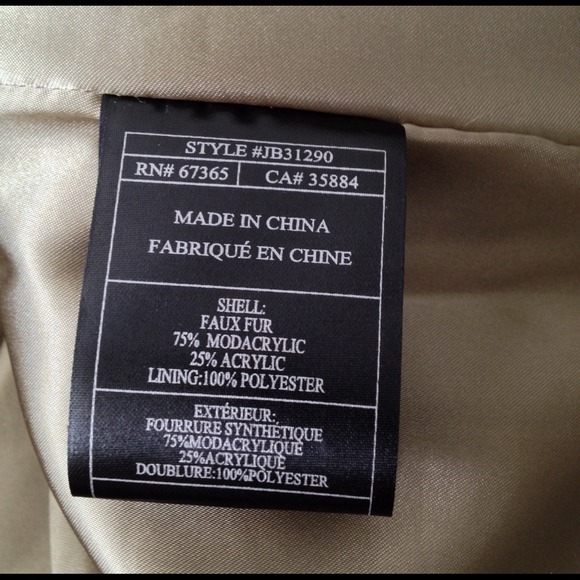 STYLE #JB31290
RN# 67365 CA# 35884
MADE IN CHINA
FABRIQUÉ EN CHINE
SHELL:
FAUX FUR
75% MODACRYLIC
25% ACRYLIC
LINING:100% POLYESTER
EXTÉRIEUR:
FOURRURE SYNTHÉTIQUE
75%MODACRYLIQUE
25%ACRYLIQUE
DOUBLURE:100%POLYESTER